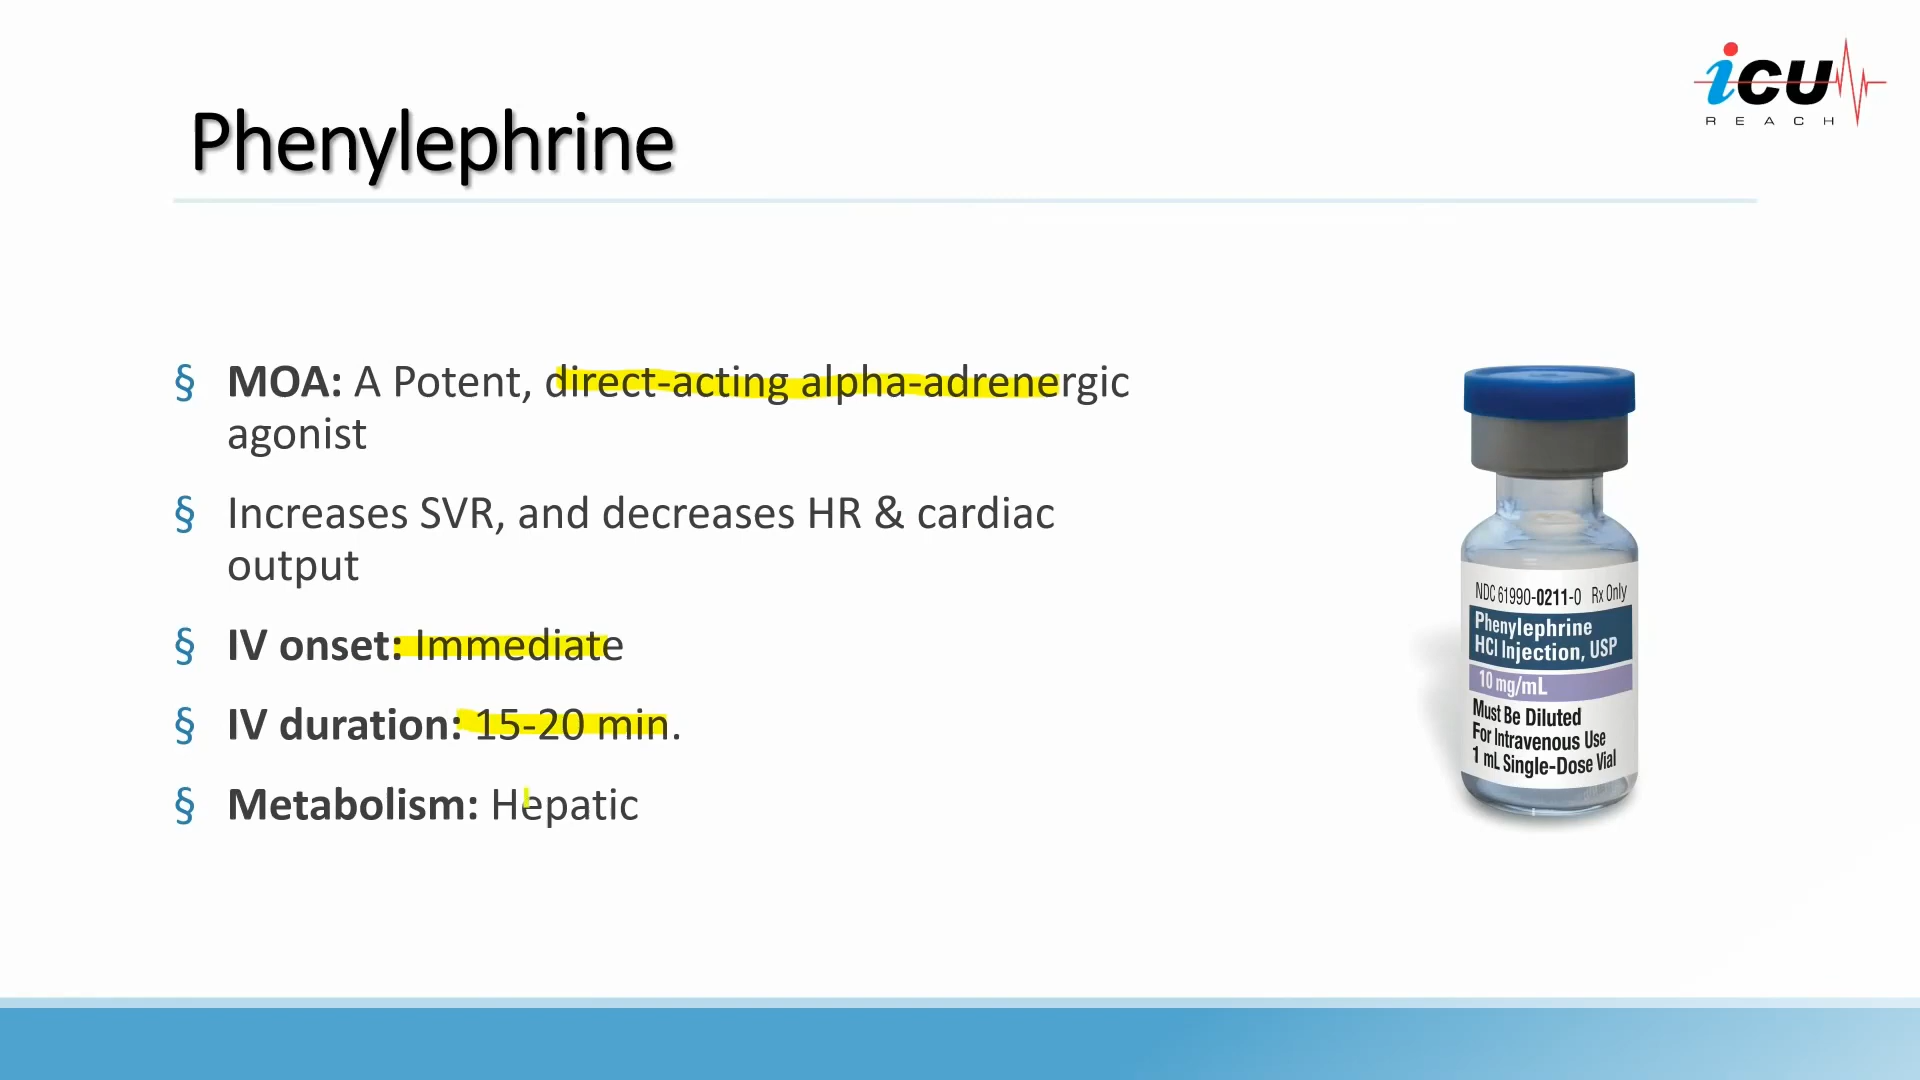 icu
REACH
Phenylephrine
§ MOA: A Potent, direct-acting alpha-adrenergic
agonist
§ Increases SVR, and decreases HR & cardiac
output
§ IV onset: Immediate
§ IV duration: 15-20 min.
§ Metabolism: Hepatic
NDC 61990-0211-0 Rx Only
Phenylephrine
HCl Injection, USP
10 mg/mL
Must Be Diluted
For Intravenous Use
1 mL Single-Dose Vial